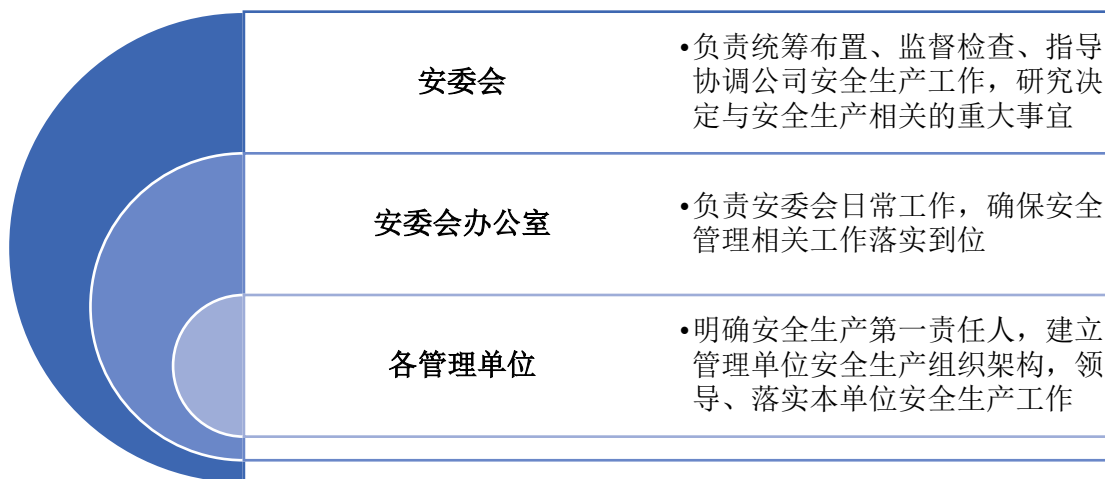 安委会
•负责统筹布置、监督检查、指导
协调公司安全生产工作，研究决
定与安全生产相关的重大事宜
安委会办公室
•负责安委会日常工作，确保安全
管理相关工作落实到位
各管理单位
•明确安全生产第一责任人，建立
管理单位安全生产组织架构，领
导、落实本单位安全生产工作